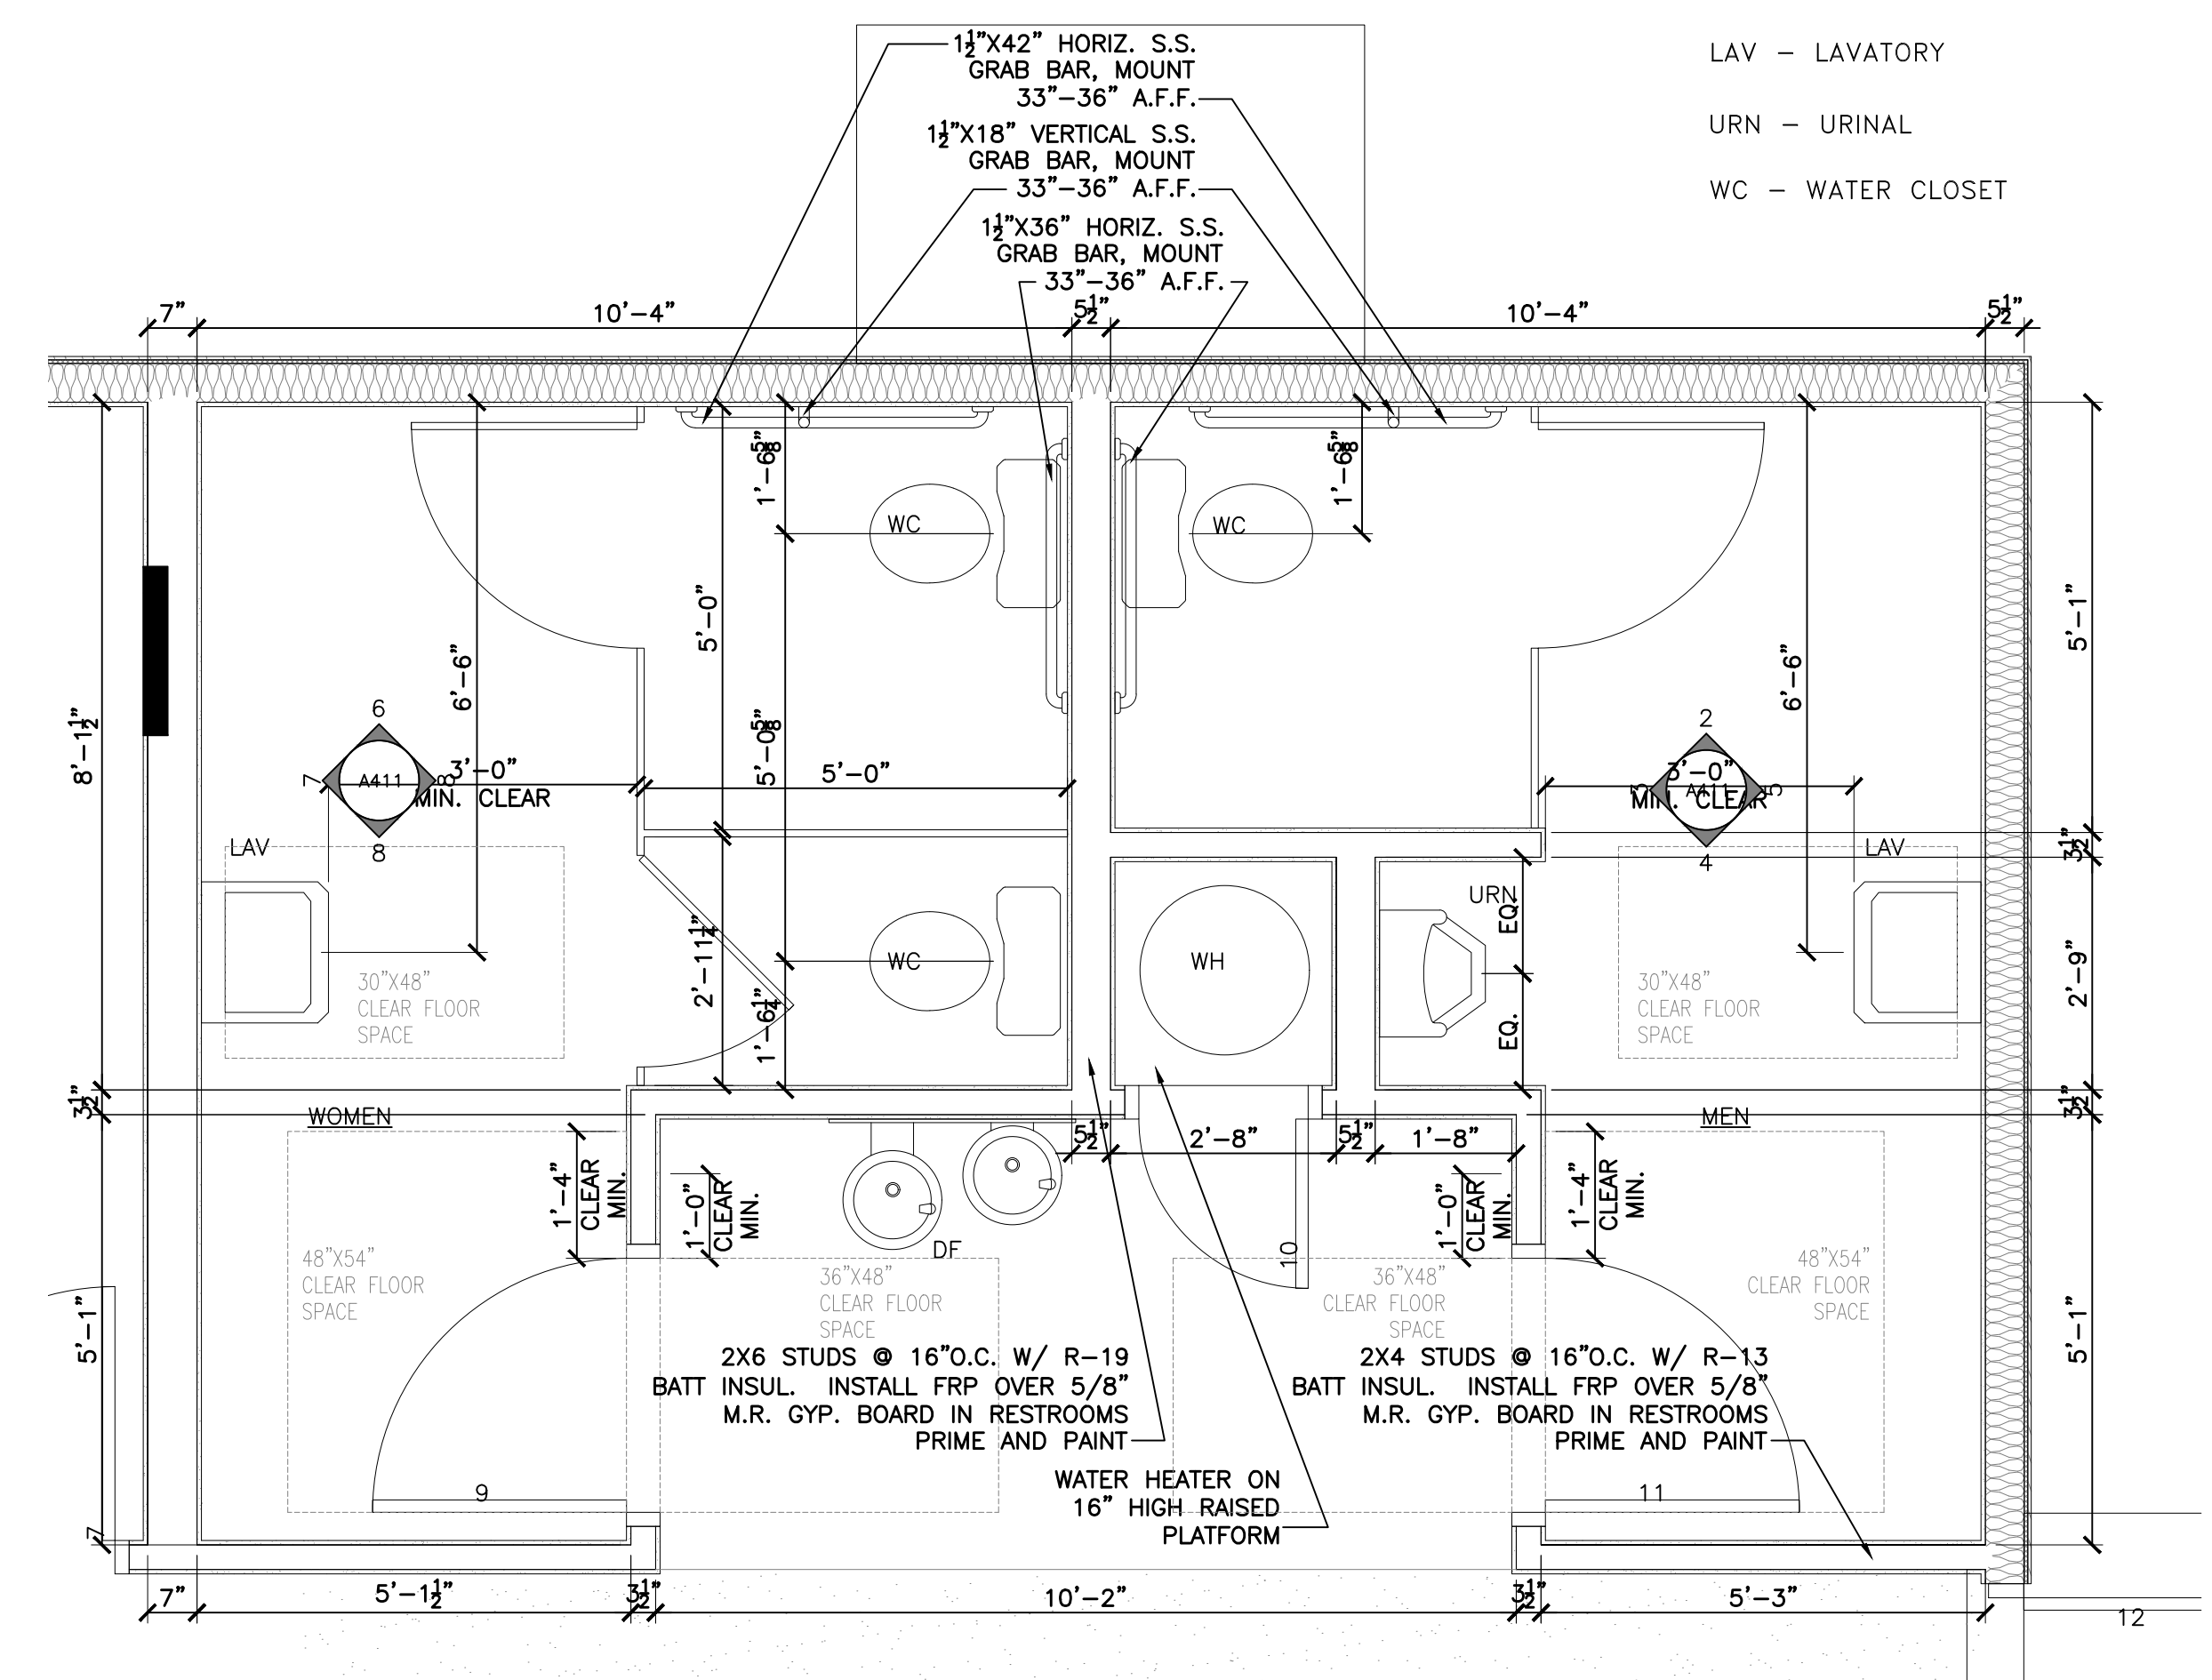 LAV – LAVATORY
URN – URINAL
WC – WATER CLOSET
1½"X42" HORIZ. S.S.
GRAB BAR, MOUNT
33"–36" A.F.F.
1½"X18" VERTICAL S.S.
GRAB BAR, MOUNT
33"–36" A.F.F.
1½"X36" HORIZ. S.S.
GRAB BAR, MOUNT
33"–36" A.F.F.
7"
10'–4"
5½"
10'–4"
5½"
1'–6⅝"
1'–6⅝"
WC
WC
5'–0"
5'–1"
6'–6"
6'–6"
8'–1½"
5'–0⅝"
6
7
A411
8
8
3'–0"
MIN. CLEAR
5'–0"
2
3
A411
5
4
3'–0"
MIN. CLEAR
LAV
LAV
3½"
URN
EQ.
EQ.
2'–11¼"
WC
WH
2'–9"
30"X48"
CLEAR FLOOR
SPACE
30"X48"
CLEAR FLOOR
SPACE
1'–6¼"
3½"
3½"
WOMEN
MEN
5½"
2'–8"
5½"
1'–8"
1'–4"
CLEAR
MIN.
1'–0"
CLEAR
MIN.
1'–0"
CLEAR
MIN.
1'–4"
CLEAR
MIN.
DF
10
48"X54"
CLEAR FLOOR
SPACE
36"X48"
CLEAR FLOOR
SPACE
36"X48"
CLEAR FLOOR
SPACE
48"X54"
CLEAR FLOOR
SPACE
5'–1"
5'–1"
2X6 STUDS @ 16"O.C. W/ R–19
BATT INSUL. INSTALL FRP OVER 5/8"
M.R. GYP. BOARD IN RESTROOMS
PRIME AND PAINT
2X4 STUDS @ 16"O.C. W/ R–13
BATT INSUL. INSTALL FRP OVER 5/8"
M.R. GYP. BOARD IN RESTROOMS
PRIME AND PAINT
WATER HEATER ON
16" HIGH RAISED
PLATFORM
9
11
7
7"
5'–1½"
3½"
10'–2"
3½"
5'–3"
12